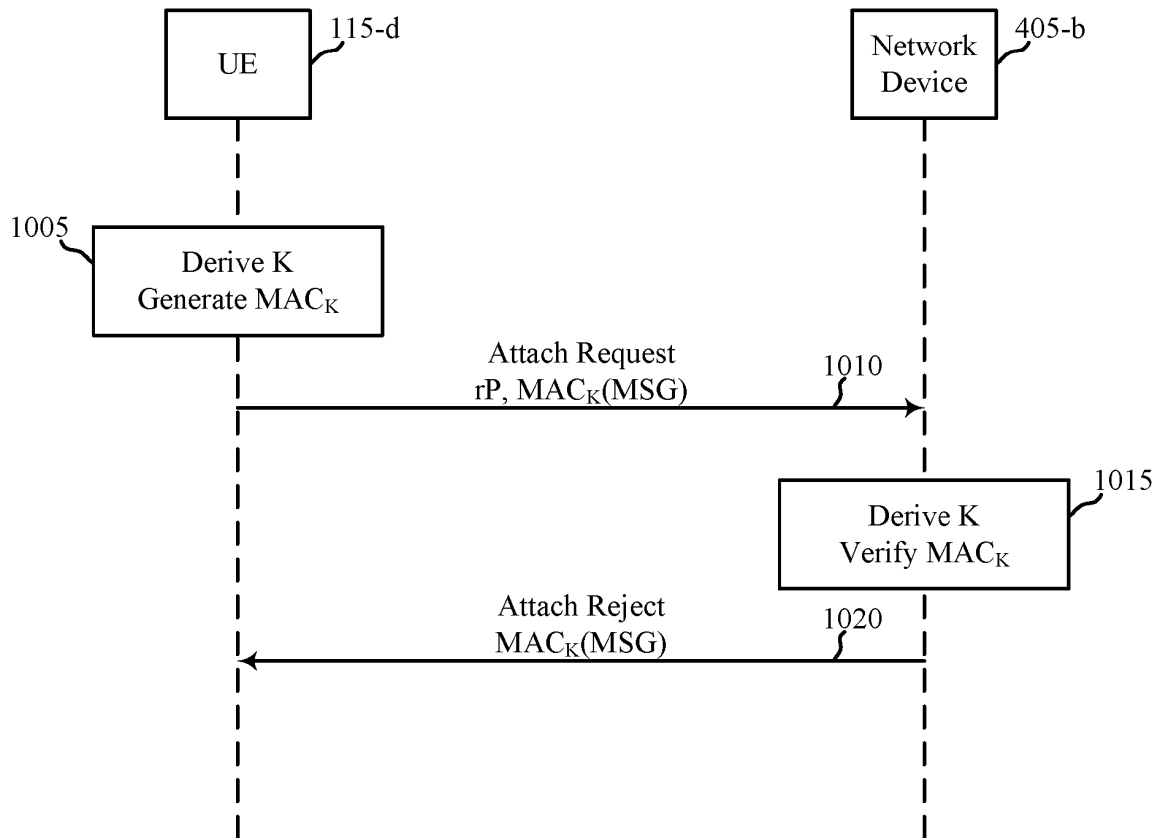 UE
115-d
Network
Device
405-b
1005
Derive K
Generate MACK
Attach Request
rP, MACK(MSG)
1010
1015
Derive K
Verify MACK
Attach Reject
MACK(MSG)
1020